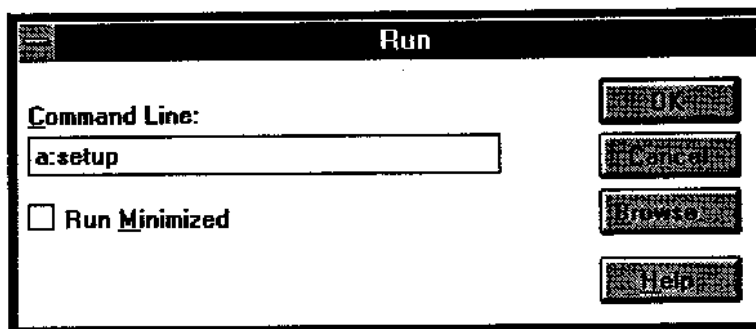 Run
Command Line:
a:setup
Run Minimized
OK
Cancel
Browse...
Help